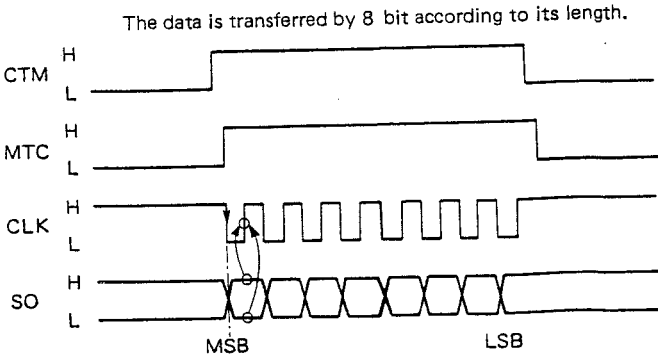 The data is transferred by 8 bit according to its length.
H
CTM
L
H
MTC
L
H
CLK
L
H
SO
L
MSB LSB